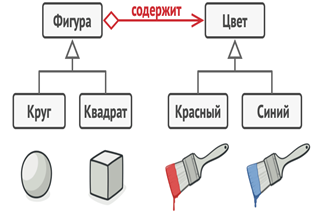 содержит
Фигура
Цвет
Круг
Квадрат
Красный
Синий